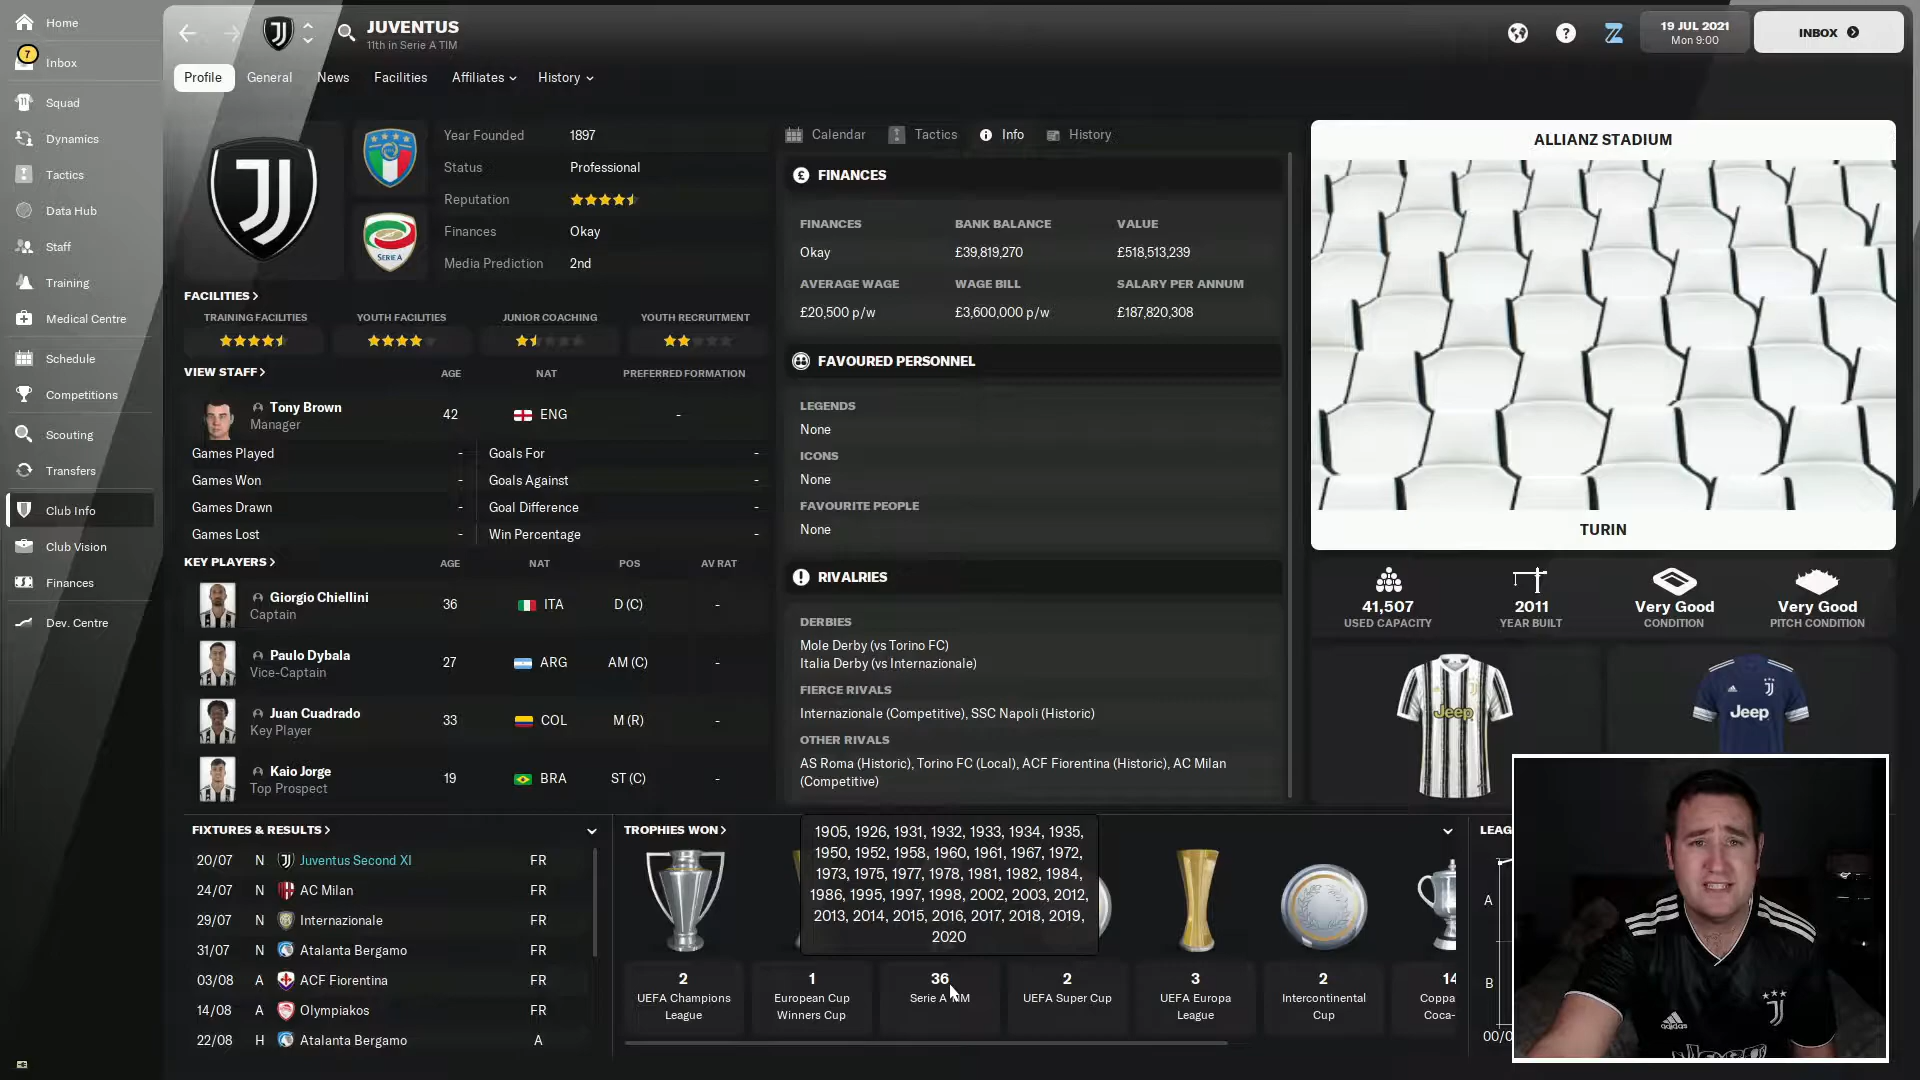 Home
7
Inbox
Squad
Dynamics
Tactics
Data Hub
Staff
Training
Medical Centre
Schedule
Competitions
Scouting
Transfers
Club Info
Club Vision
Finances
Dev. Centre
JUVENTUS
11th in Serie A TIM
19 JUL 2021
Mon 9:00
INBOX
Profile General News Facilities Affiliates History
Year Founded 1897
Status Professional
Reputation
Finances Okay
Media Prediction 2nd
FACILITIES >
TRAINING FACILITIES YOUTH FACILITIES JUNIOR COACHING YOUTH RECRUITMENT
VIEW STAFF > AGE NAT PREFERRED FORMATION
Tony Brown 42 ENG -
Manager
Games Played - Goals For -
Games Won - Goals Against -
Games Drawn - Goal Difference -
Games Lost - Win Percentage -
KEY PLAYERS > AGE NAT POS AV RAT
Giorgio Chiellini 36 ITA D (C) -
Captain
Paulo Dybala 27 ARG AM (C) -
Vice-Captain
Juan Cuadrado 33 COL M (R) -
Key Player
Kaio Jorge 19 BRA ST (C) -
Top Prospect
Calendar Tactics Info History
FINANCES
FINANCES BANK BALANCE VALUE
Okay £39,819,270 £518,513,239
AVERAGE WAGE WAGE BILL SALARY PER ANNUM
£20,500 p/w £3,600,000 p/w £187,820,308
FAVOURED PERSONNEL
LEGENDS
None
ICONS
None
FAVOURITE PEOPLE
None
RIVALRIES
DERBIES
Mole Derby (vs Torino FC)
Italia Derby (vs Internazionale)
FIERCE RIVALS
Internazionale (Competitive), SSC Napoli (Historic)
OTHER RIVALS
AS Roma (Historic), Torino FC (Local), ACF Fiorentina (Historic), AC Milan
(Competitive)
ALLIANZ STADIUM
TURIN
41,507 2011 Very Good Very Good
USED CAPACITY YEAR BUILT CONDITION PITCH CONDITION
Jeep Jeep
FIXTURES & RESULTS >
20/07 N Juventus Second XI FR
24/07 N AC Milan FR
29/07 N Internazionale FR
31/07 N Atalanta Bergamo FR
03/08 A ACF Fiorentina FR
14/08 A Olympiakos FR
22/08 H Atalanta Bergamo A
TROPHIES WON >
1905, 1926, 1931, 1932, 1933, 1934, 1935,
1950, 1952, 1958, 1960, 1961, 1967, 1972,
1973, 1975, 1977, 1978, 1981, 1982, 1984,
1986, 1995, 1997, 1998, 2002, 2003, 2012,
2013, 2014, 2015, 2016, 2017, 2018, 2019,
2020
2 1 36 2 3 2 14
UEFA Champions European Cup Serie A TIM UEFA Super Cup UEFA Europa Intercontinental Coppa
League Winners Cup League Cup Coca-
LEAG
A
B
00/0
adidas